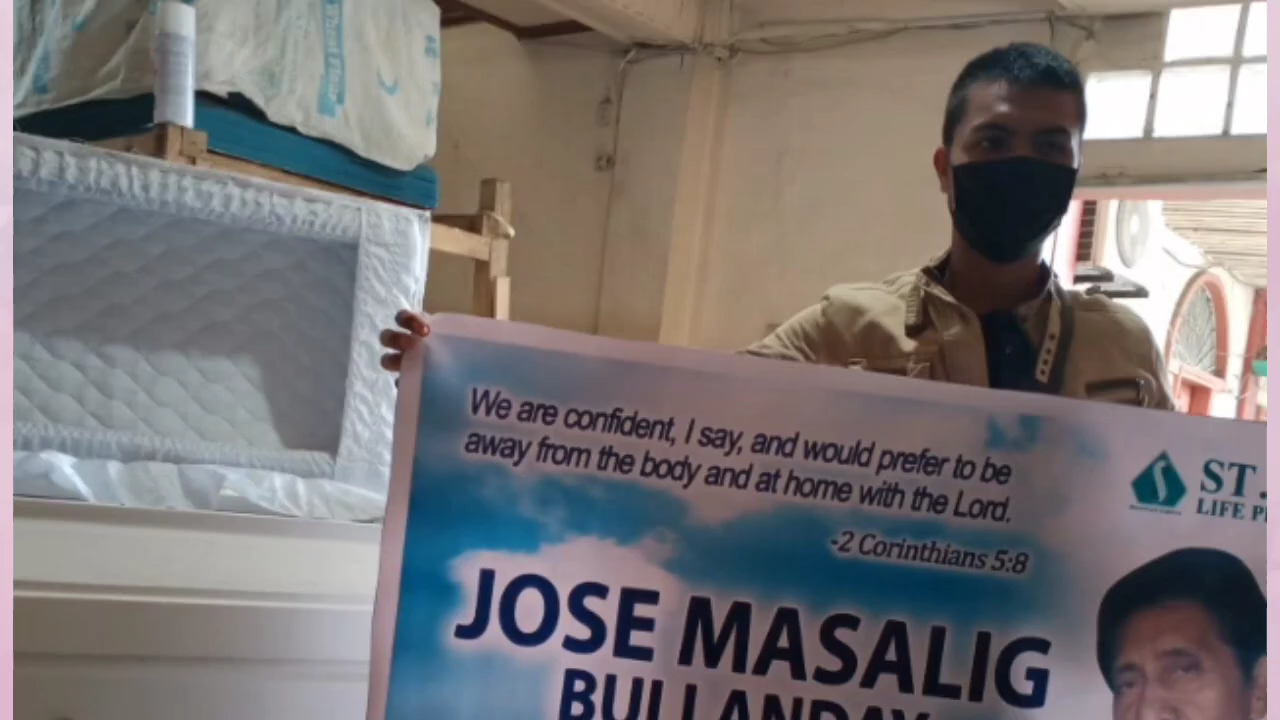 We are confident, I say, and would prefer to be
away from the body and at home with the Lord.
-2 Corinthians 5:8
ST.
LIFE
JOSE MASALIG